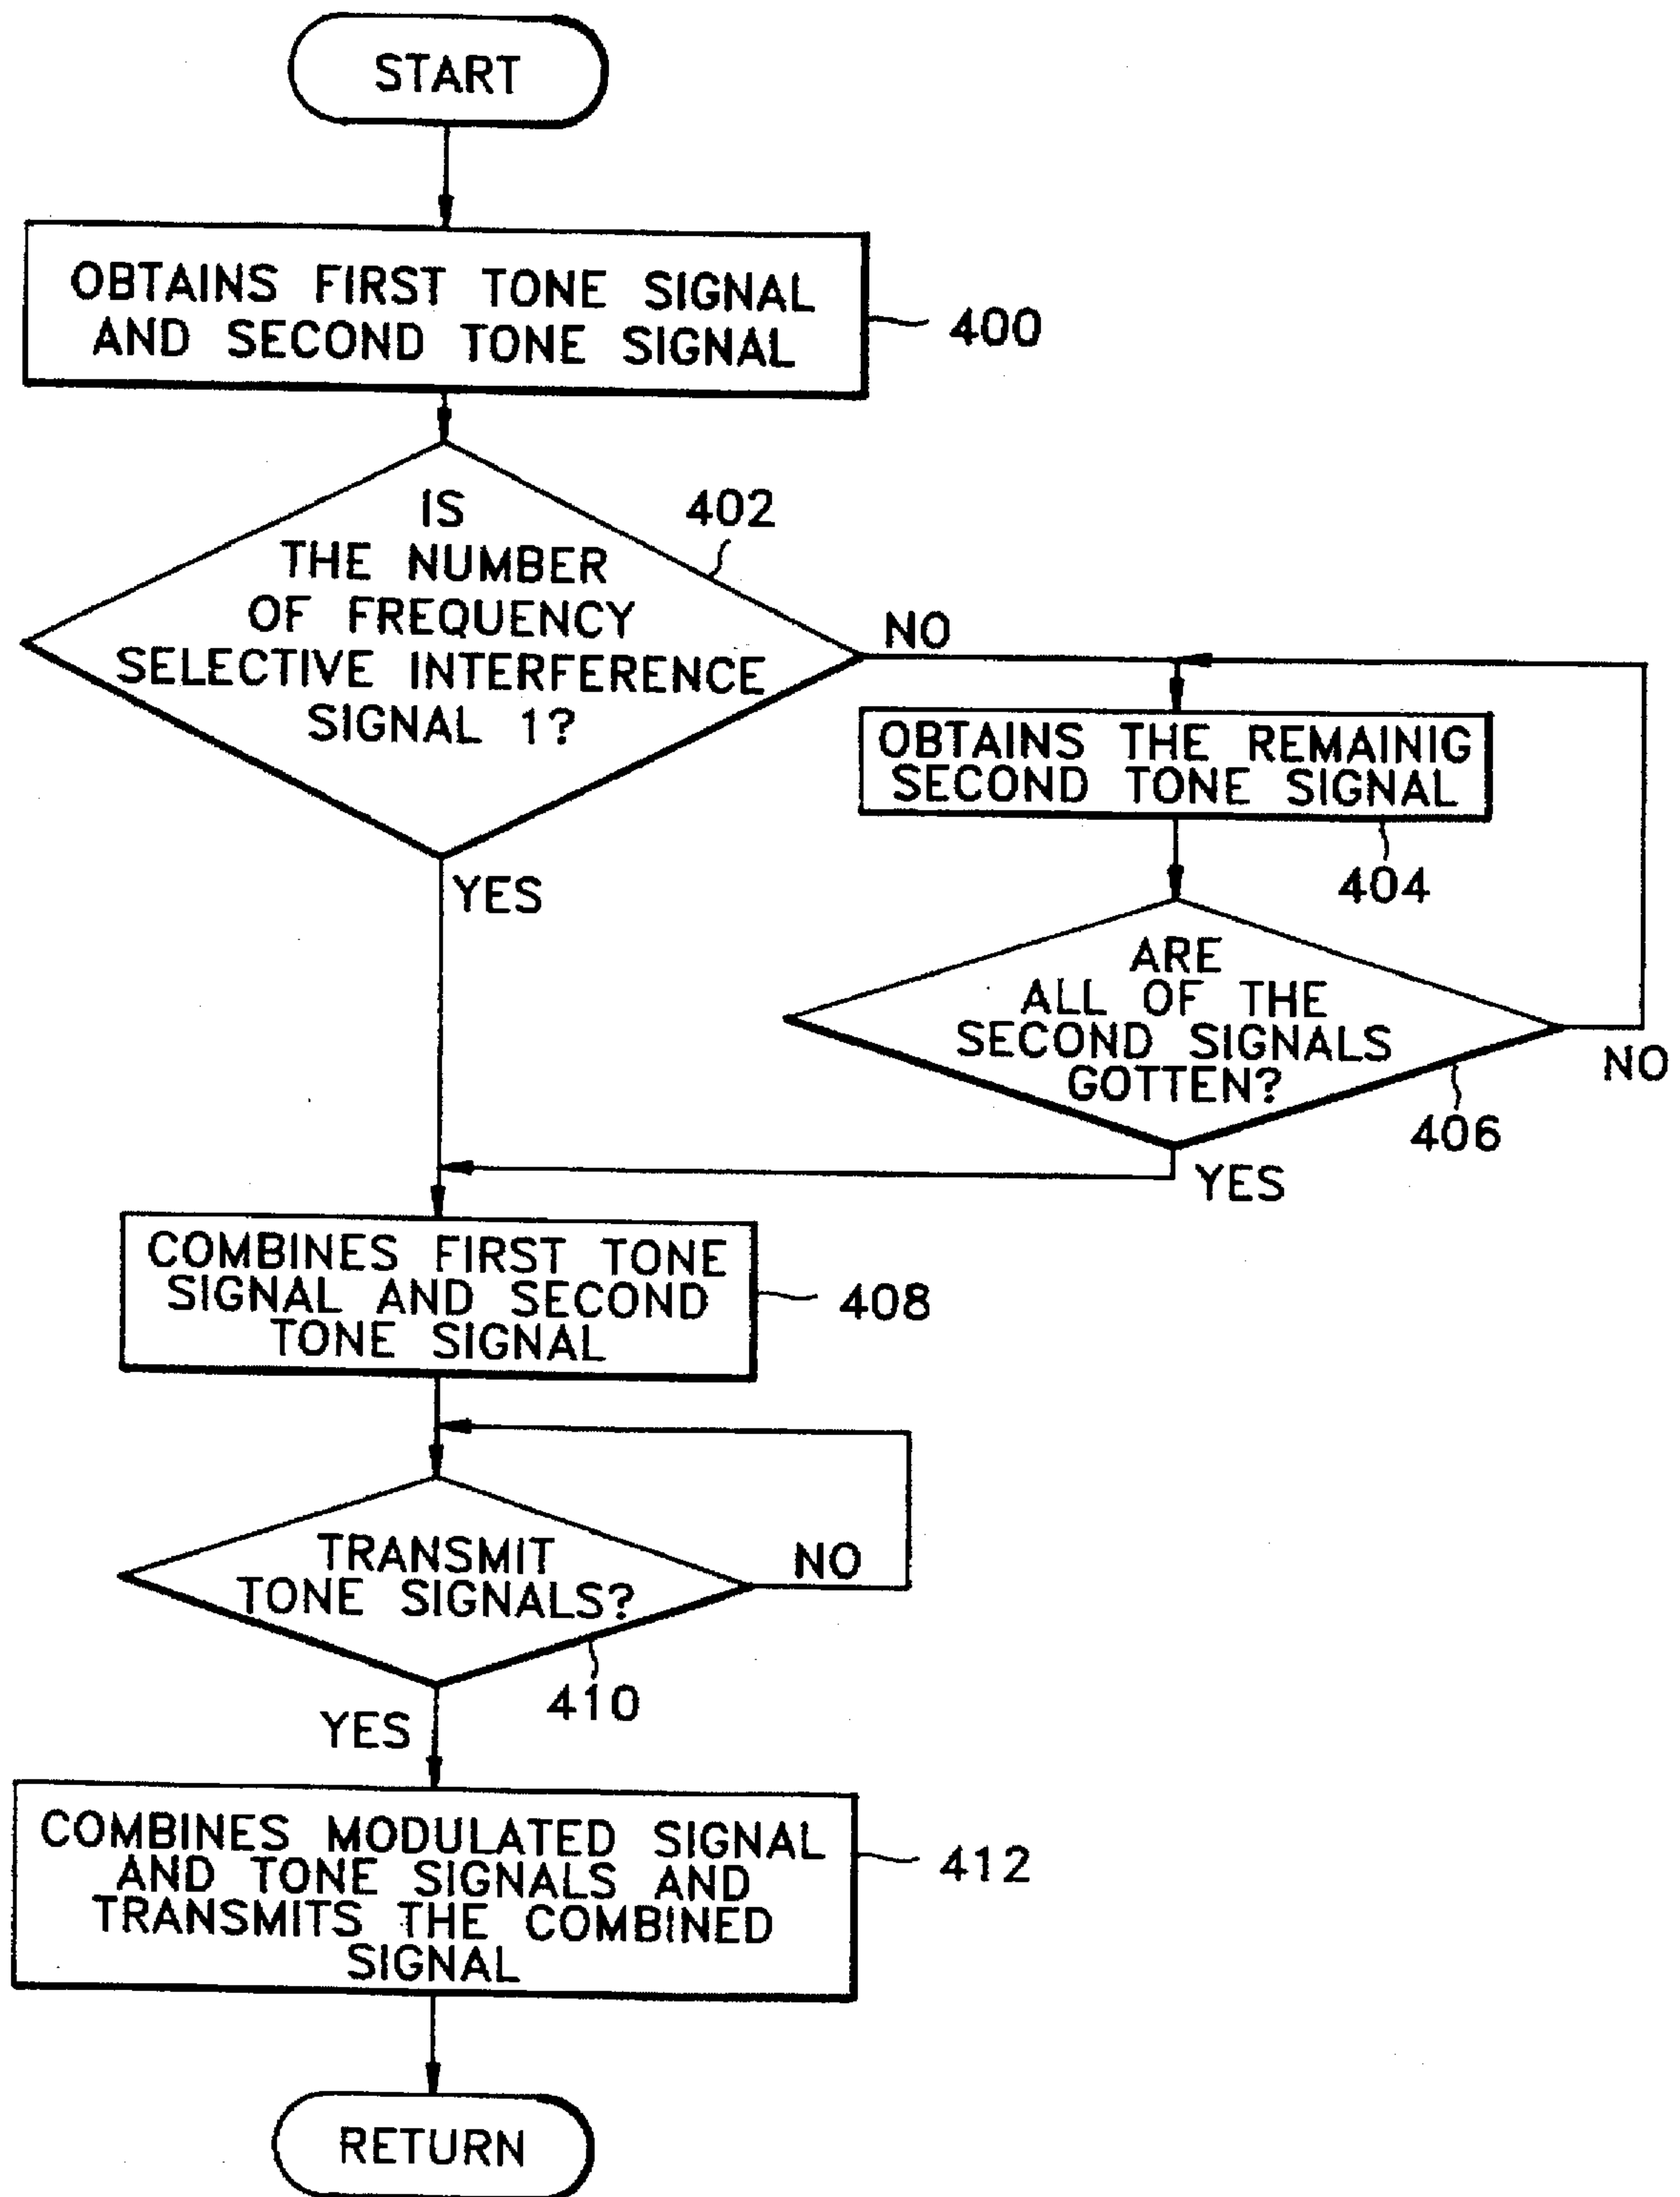 START
OBTAINS FIRST TONE SIGNAL
AND SECOND TONE SIGNAL
400
IS
THE NUMBER
OF FREQUENCY
SELECTIVE INTERFERENCE
SIGNAL 1?
402
NO
YES
OBTAINS THE REMAINIG
SECOND TONE SIGNAL
404
ARE
ALL OF THE
SECOND SIGNALS
GOTTEN?
NO
406
YES
COMBINES FIRST TONE
SIGNAL AND SECOND
TONE SIGNAL
408
TRANSMIT
TONE SIGNALS?
NO
410
YES
COMBINES MODULATED SIGNAL
AND TONE SIGNALS AND
TRANSMITS THE COMBINED
SIGNAL
412
RETURN